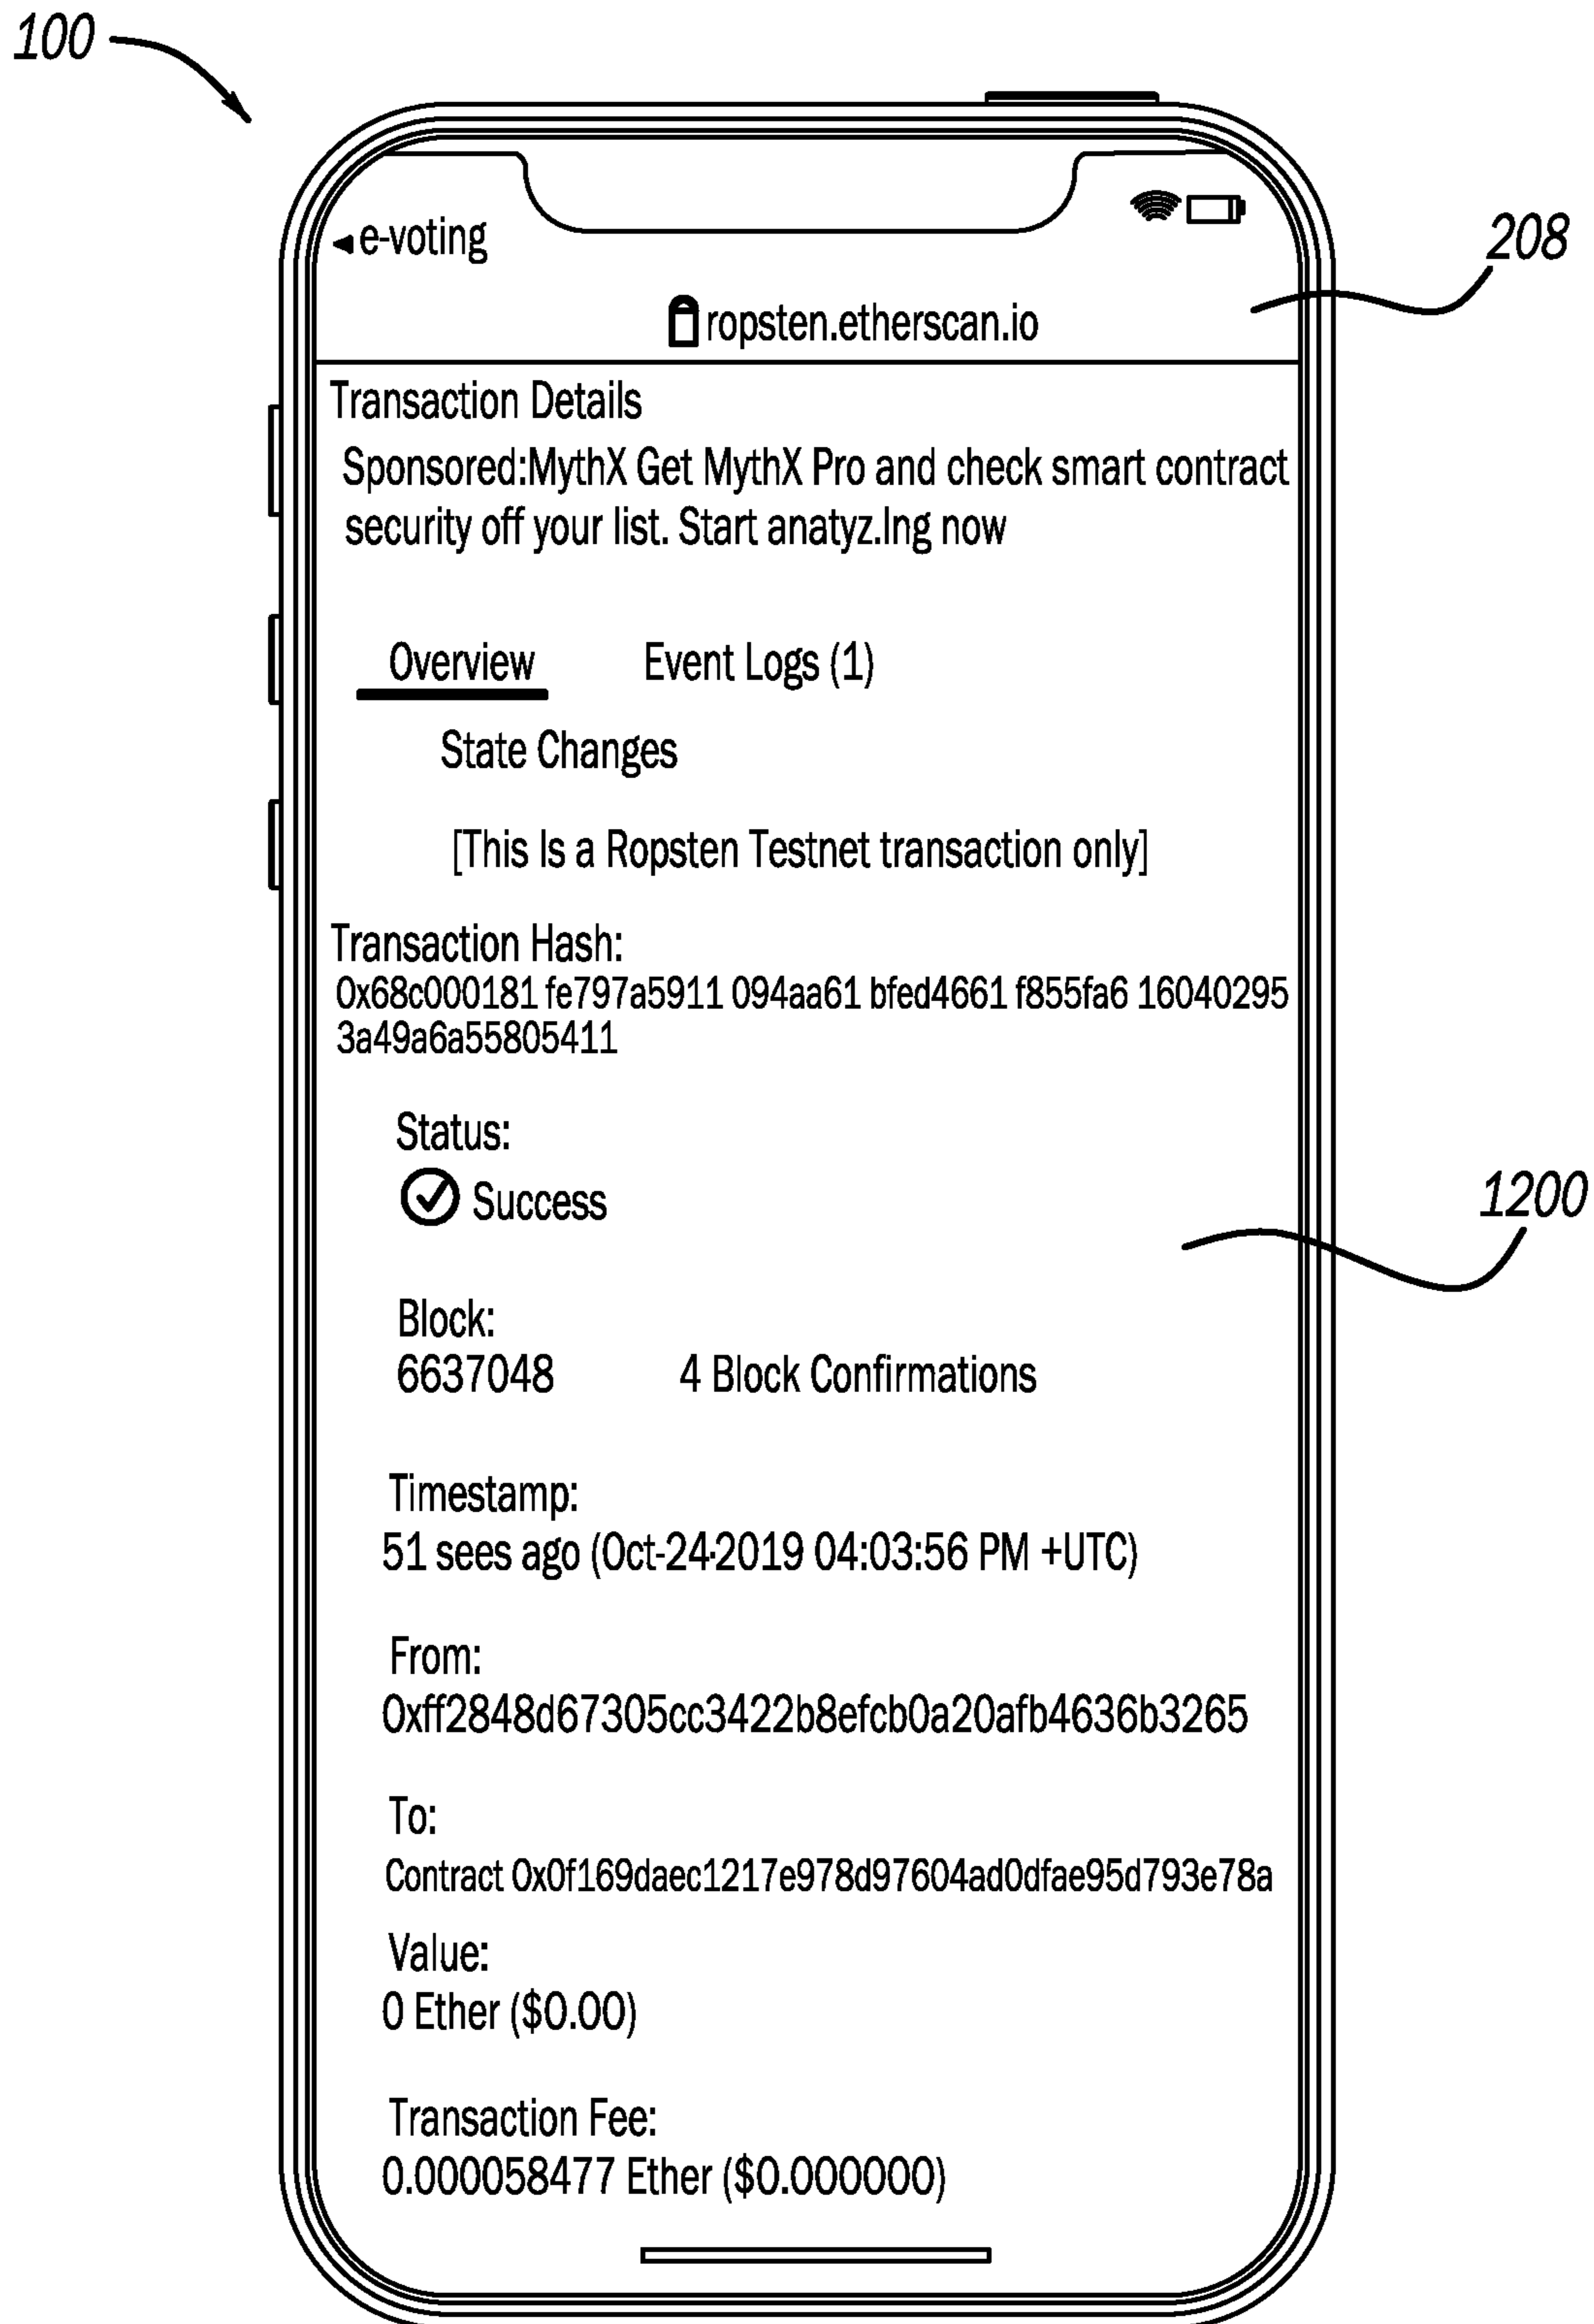 100
◂ e-voting
208
ropsten.etherscan.io
Transaction Details
Sponsored:MythX Get MythX Pro and check smart contract
security off your list. Start anatyz.lng now
Overview Event Logs (1)
State Changes
[This Is a Ropsten Testnet transaction only]
Transaction Hash:
0x68c000181 fe797a5911 094aa61 bfed4661 f855fa6 16040295
3a49a6a55805411
Status:
Success
1200
Block:
6637048 4 Block Confirmations
Timestamp:
51 sees ago (Oct-24-2019 04:03:56 PM +UTC)
From:
0xff2848d67305cc3422b8efcb0a20afb4636b3265
To:
Contract 0x0f169daec1217e978d97604ad0dfae95d793e78a
Value:
0 Ether ($0.00)
Transaction Fee:
0.000058477 Ether ($0.000000)